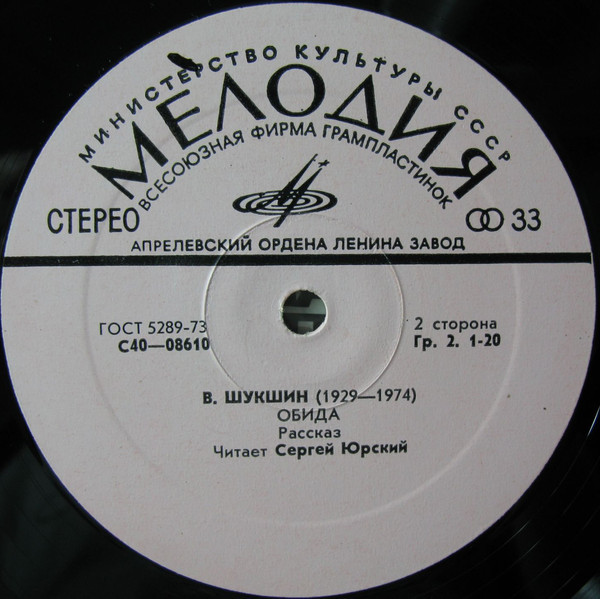 МИНИСТЕРСТВО КУЛЬТУРЫ СССР
МЕЛОДИЯ
ВСЕСОЮЗНАЯ ФИРМА ГРАМПЛАСТИНОК
СТЕРЕО 33
АПРЕЛЕВСКИЙ ОРДЕНА ЛЕНИНА ЗАВОД
ГОСТ 5289-73 2 сторона
С40—08610 Гр. 2. 1-20
В. ШУКШИН (1929—1974)
ОБИДА
Рассказ
Читает Сергей Юрский